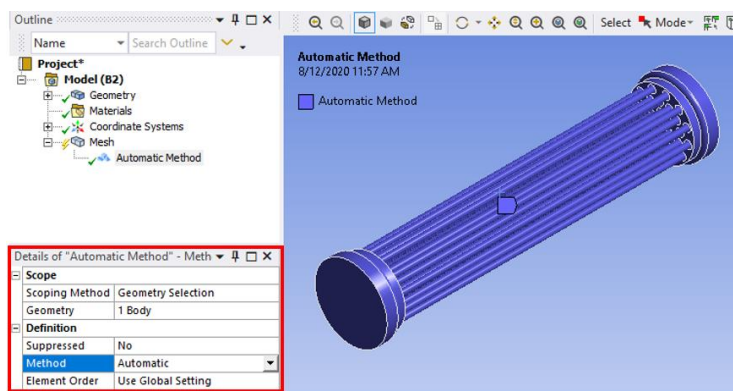 Outline
Name Search Outline
Project*
Model (B2)
Geometry
Materials
Coordinate Systems
Mesh
Automatic Method
Details of "Automatic Method" - Meth
Scope
Scoping Method Geometry Selection
Geometry 1 Body
Definition
Suppressed No
Method Automatic
Element Order Use Global Setting
Select Mode
Automatic Method
8/12/2020 11:57 AM
Automatic Method